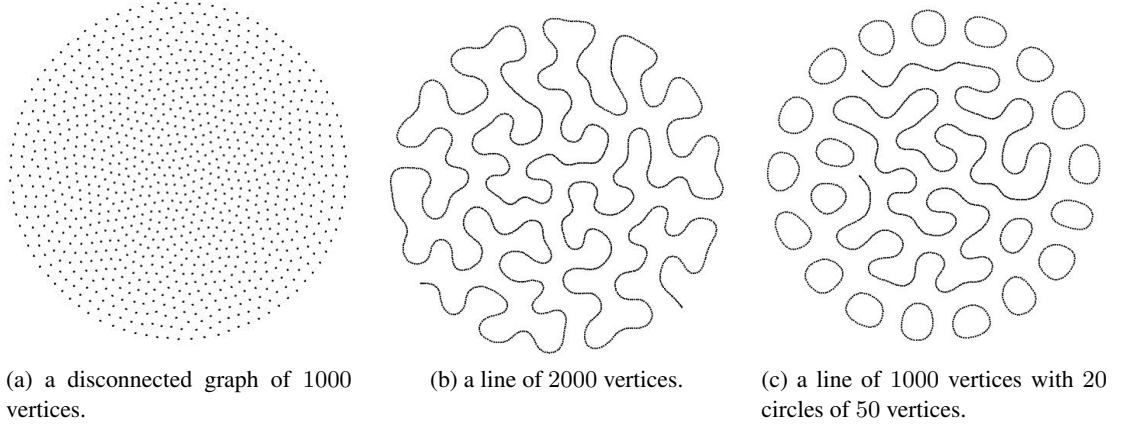 (a) a disconnected graph of 1000
vertices.
(b) a line of 2000 vertices.
(c) a line of 1000 vertices with 20
circles of 50 vertices.